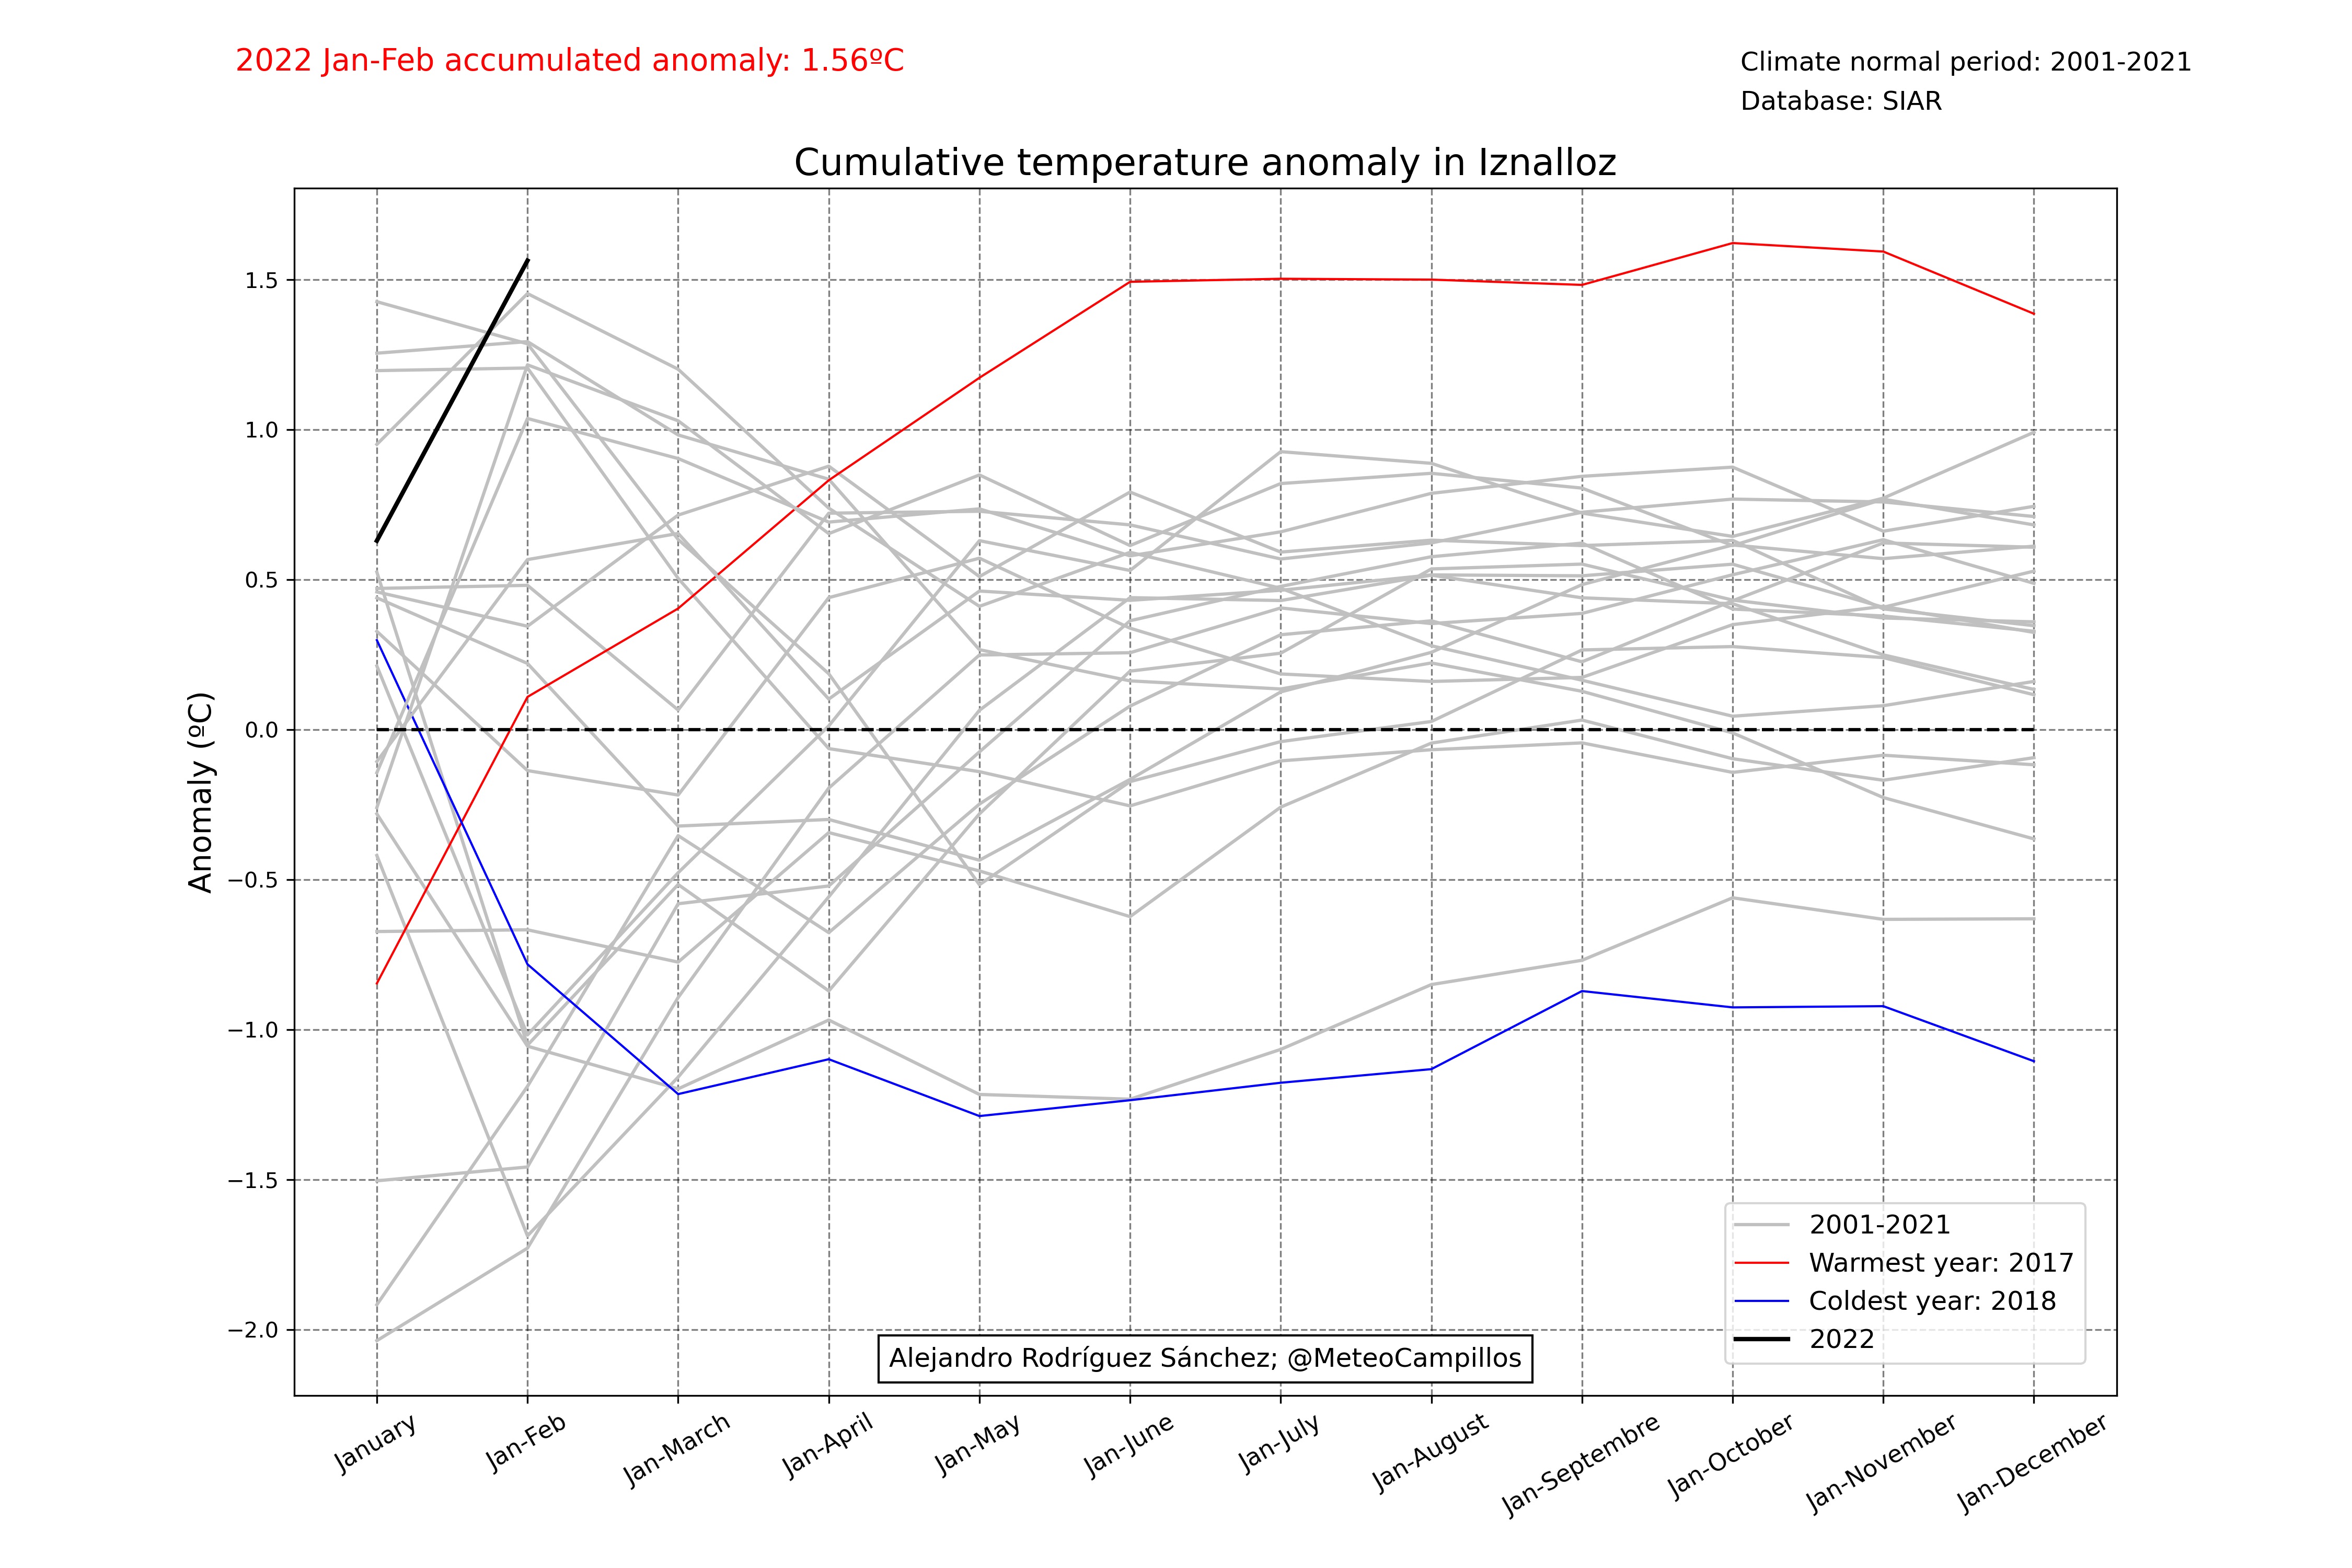 2022 Jan-Feb accumulated anomaly: 1.56ºC
Climate normal period: 2001-2021
Database: SIAR
Cumulative temperature anomaly in Iznalloz
Anomaly (ºC)
1.5
1.0
0.5
0.0
−0.5
−1.0
−1.5
−2.0
2001-2021
Warmest year: 2017
Coldest year: 2018
2022
Alejandro Rodríguez Sánchez; @MeteoCampillos
January
Jan-Feb
Jan-March
Jan-April
Jan-May
Jan-June
Jan-July
Jan-August
Jan-Septembre
Jan-October
Jan-November
Jan-December